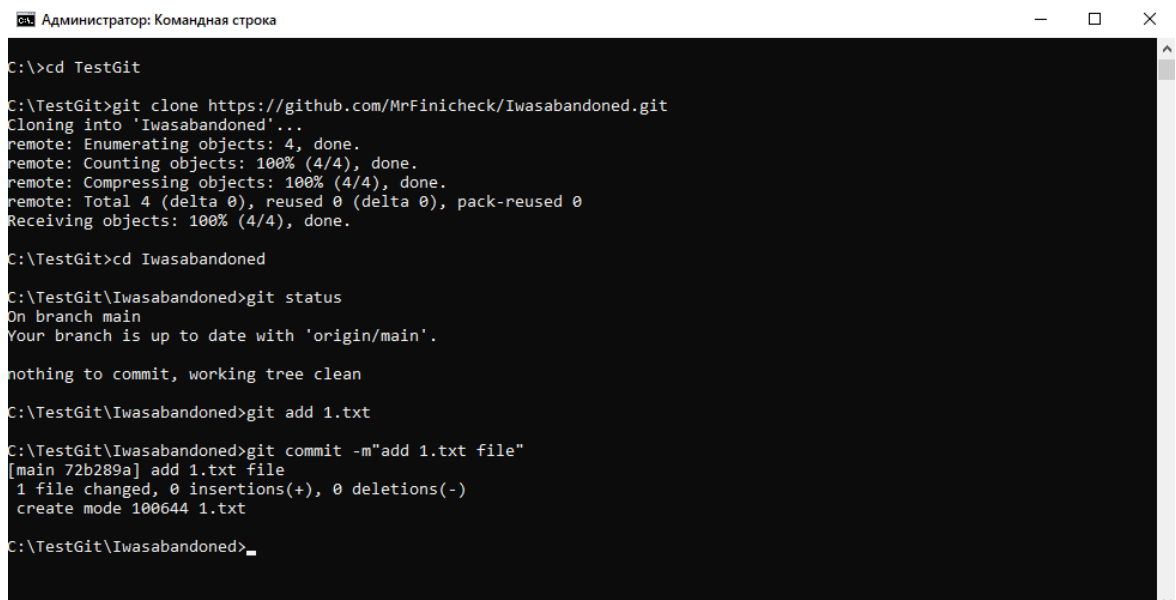 Администратор: Командная строка
C:\>cd TestGit
C:\TestGit>git clone https://github.com/MrFinicheck/Iwasabandoned.git
Cloning into 'Iwasabandoned'...
remote: Enumerating objects: 4, done.
remote: Counting objects: 100% (4/4), done.
remote: Compressing objects: 100% (4/4), done.
remote: Total 4 (delta 0), reused 0 (delta 0), pack-reused 0
Receiving objects: 100% (4/4), done.
C:\TestGit>cd Iwasabandoned
C:\TestGit\Iwasabandoned>git status
On branch main
Your branch is up to date with 'origin/main'.
nothing to commit, working tree clean
C:\TestGit\Iwasabandoned>git add 1.txt
C:\TestGit\Iwasabandoned>git commit -m"add 1.txt file"
[main 72b289a] add 1.txt file
 1 file changed, 0 insertions(+), 0 deletions(-)
 create mode 100644 1.txt
C:\TestGit\Iwasabandoned>